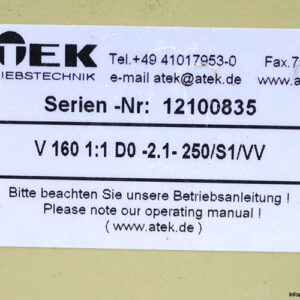 ATEK
Tel.+49 41017953-0 Fax.
IEBSTECHNIK
e-mail atek@atek.de
Serien -Nr: 12100835
V 160 1:1 D0 -2.1- 250/S1/VV
Bitte beachten Sie unsere Betriebsanleitung !
Please note our operating manual !
( www.atek.de )